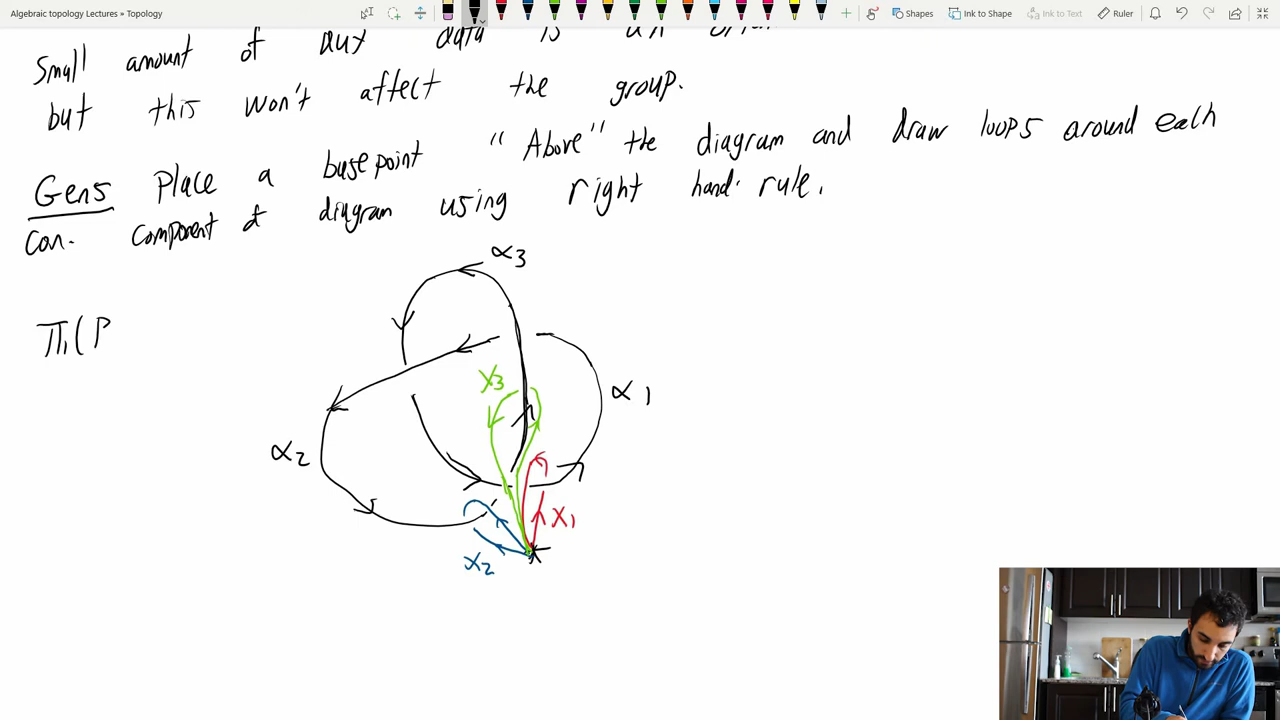 Algebraic topology Lectures » Topology
Shapes Ink to Shape Ink to Text Ruler
Small amount of aux data is an
but this won't affect the group.
Gens Place a basepoint "Above" the diagram and draw loops around each
Con. component of diagram using right hand rule.
α3
π1(
x3
α1
α2
x1
x2